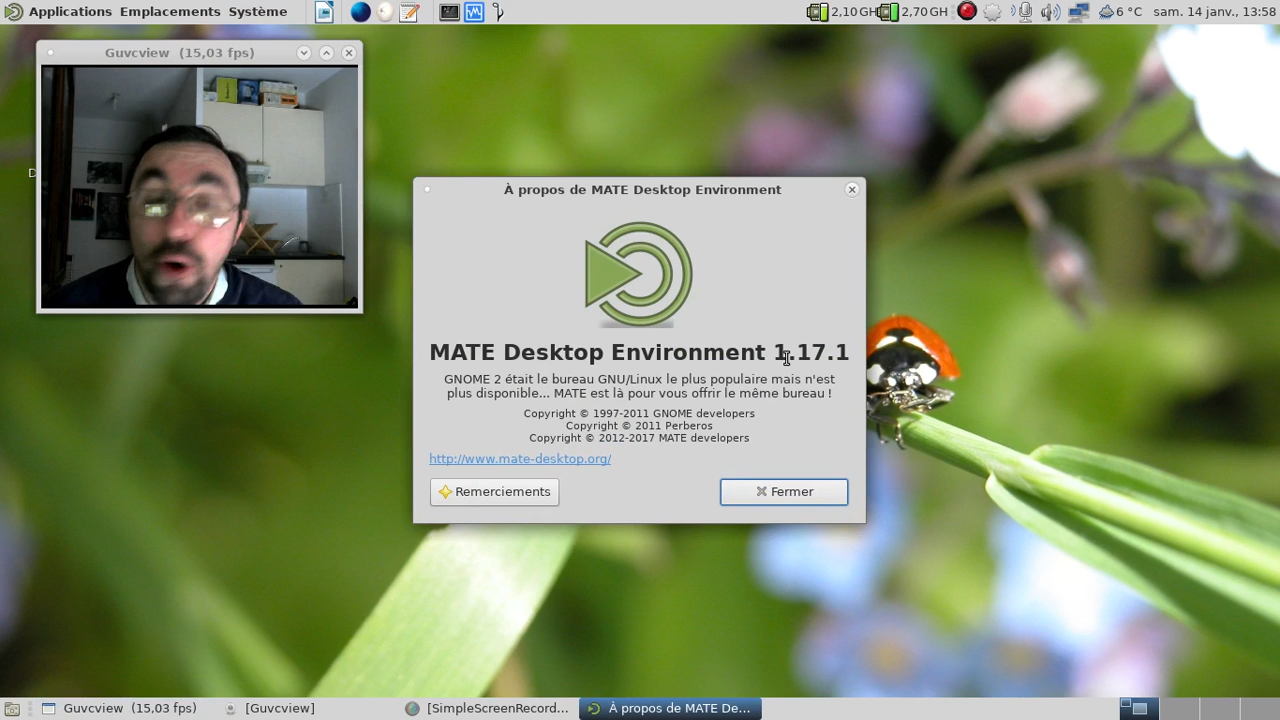 Applications Emplacements Système
2,10 GH 2,70 GH 6 °C sam. 14 janv., 13:58
Guvcview (15,03 fps)
D
À propos de MATE Desktop Environment
MATE Desktop Environment 1.17.1
GNOME 2 était le bureau GNU/Linux le plus populaire mais n'est
plus disponible... MATE est là pour vous offrir le même bureau !
Copyright © 1997-2011 GNOME developers
Copyright © 2011 Perberos
Copyright © 2012-2017 MATE developers
http://www.mate-desktop.org/
Remerciements Fermer
Guvcview (15,03 fps) [Guvcview] [SimpleScreenRecord... À propos de MATE De...